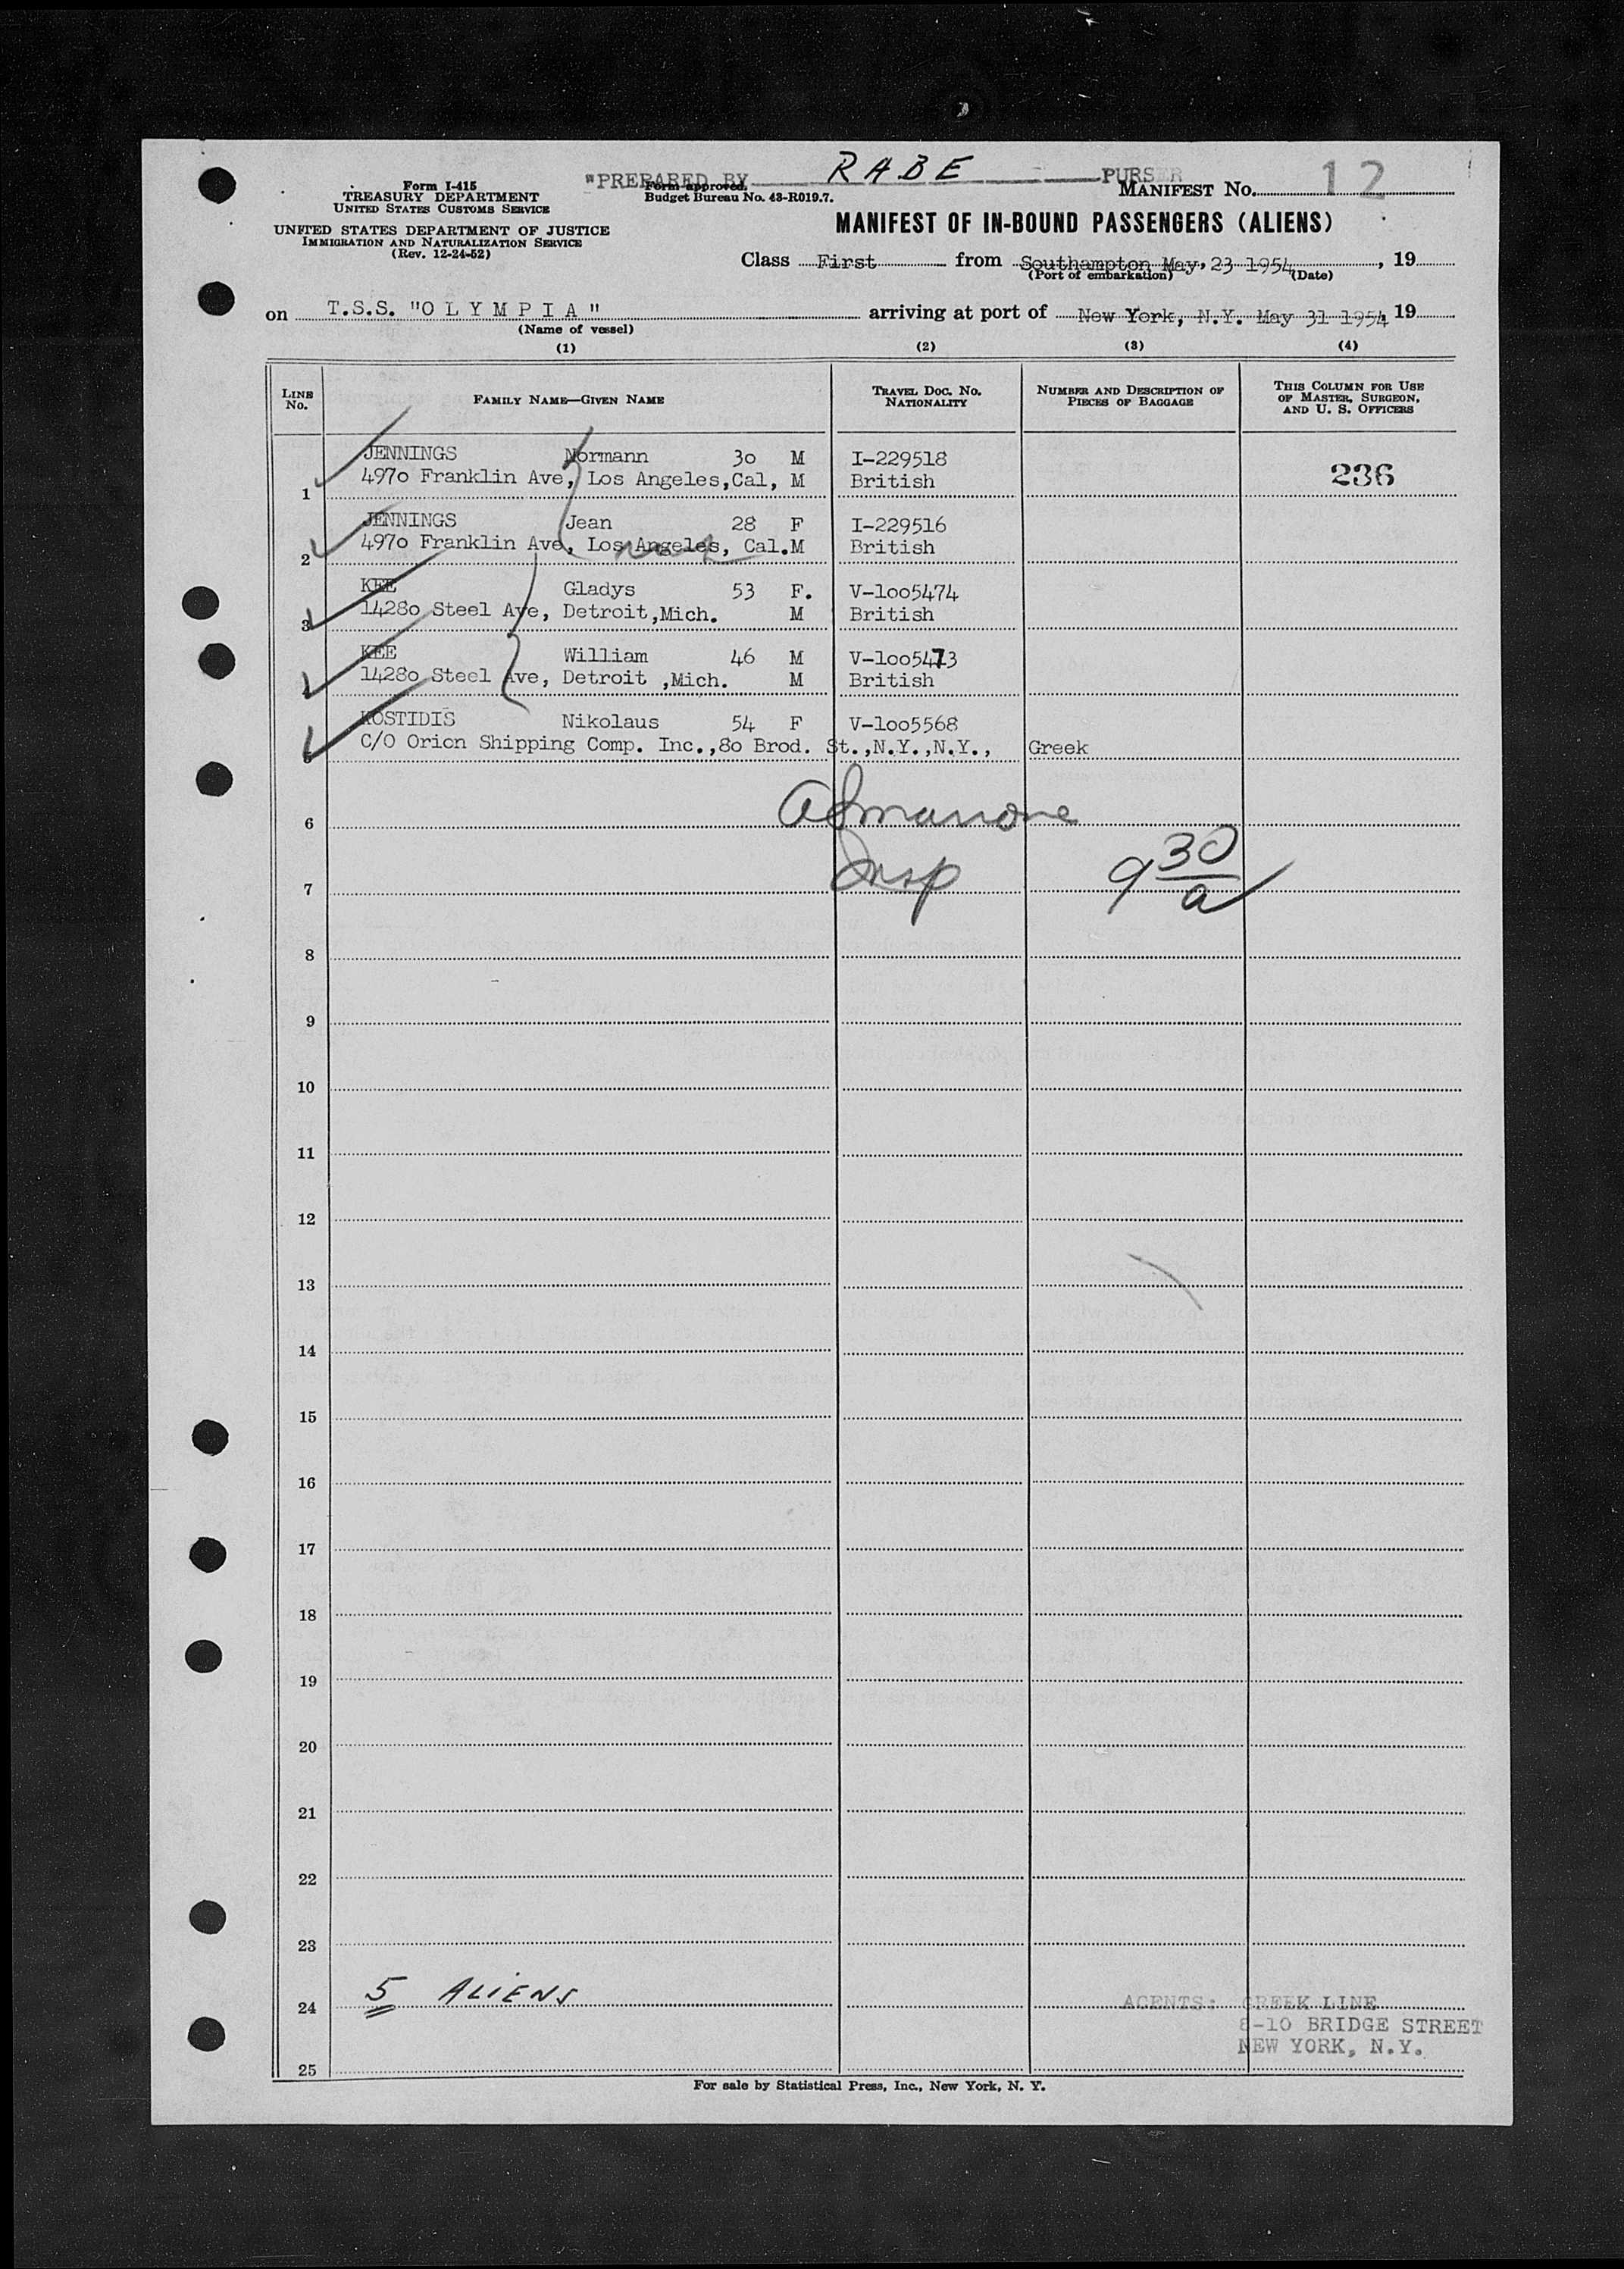 "PREPARED BY RABE PURSER
Form I-415
TREASURY DEPARTMENT
UNITED STATES CUSTOMS SERVICE
UNITED STATES DEPARTMENT OF JUSTICE
IMMIGRATION AND NATURALIZATION SERVICE
(Rev. 12-24-52)
Form approved.
Budget Bureau No. 43-R019.7.
MANIFEST NO. 12
MANIFEST OF IN-BOUND PASSENGERS (ALIENS)
Class First from Southampton May, 23 1954, 19
(Port of embarkation) (Date)
on T.S.S. "O L Y M P I A" arriving at port of New York, N.Y. May 31 1954, 19
(Name of vessel)
(1) (2) (3) (4)
LINE NO. FAMILY NAME—GIVEN NAME TRAVEL DOC. NO. NATIONALITY NUMBER AND DESCRIPTION OF PIECES OF BAGGAGE THIS COLUMN FOR USE OF MASTER, SURGEON, AND U. S. OFFICERS
JENNINGS Normann 30 M I-229518
1 4970 Franklin Ave, Los Angeles,Cal, M British 236
JENNINGS Jean 28 F I-229516
2 4970 Franklin Ave, Los Angeles, Cal.M British
KEE Gladys 53 F. V-1005474
3 14280 Steel Ave, Detroit,Mich. M British
KEE William 46 M V-1005473
4 14280 Steel Ave, Detroit ,Mich. M British
KOSTIDIS Nikolaus 54 F V-1005568
5 C/O Orion Shipping Comp. Inc.,80 Brod. St.,N.Y.,N.Y., Greek
6
Insp 9 30/a
7
8
9
10
11
12
13
14
15
16
17
18
19
20
21
22
23
24 5 ALIENS AGENTS: GREEK LINE
8-10 BRIDGE STREET
NEW YORK, N.Y.
25
For sale by Statistical Press, Inc., New York, N. Y.